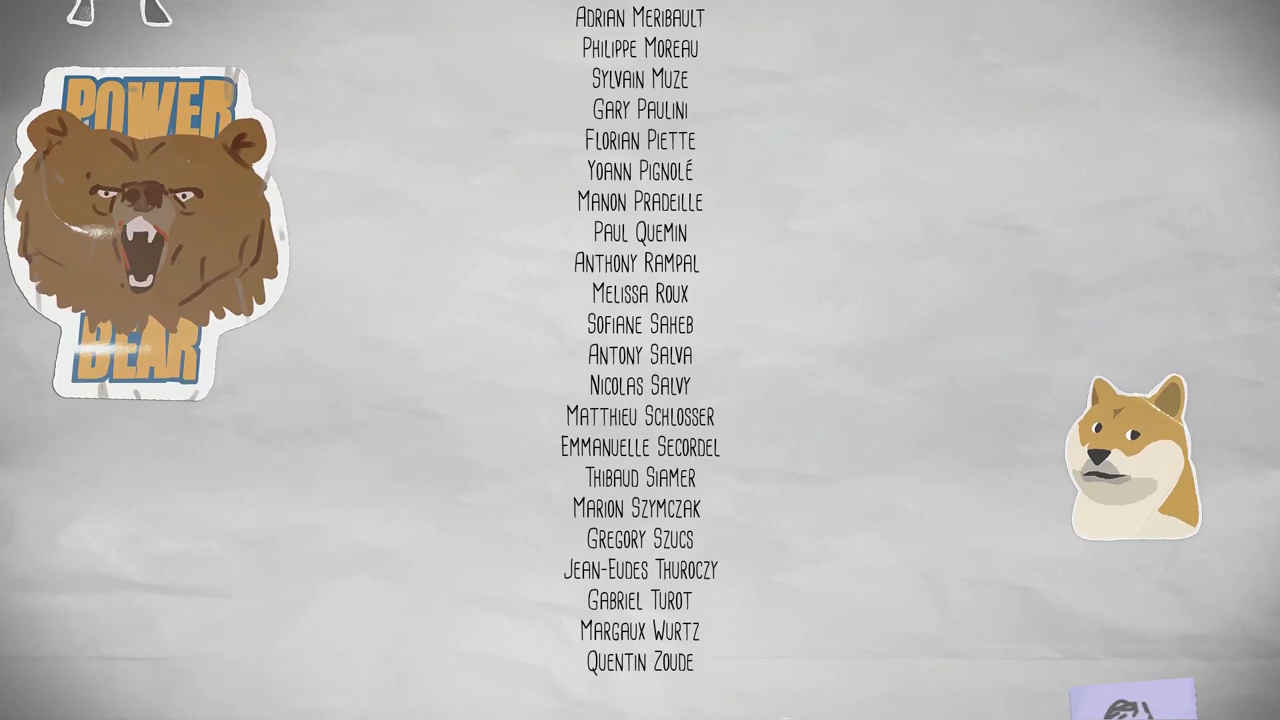 Adrian Meribault
Philippe Moreau
Sylvain Muze
Gary Paulini
Florian Piette
Yoann Pignolé
Manon Pradeille
Paul Quemin
Anthony Rampal
Melissa Roux
Sofiane Saheb
Antony Salva
Nicolas Salvy
Matthieu Schlosser
Emmanuelle Secordel
Thibaud Siamer
Marion Szymczak
Gregory Szucs
Jean-Eudes Thuroczy
Gabriel Turot
Margaux Wurtz
Quentin Zoude
POWER
BEAR